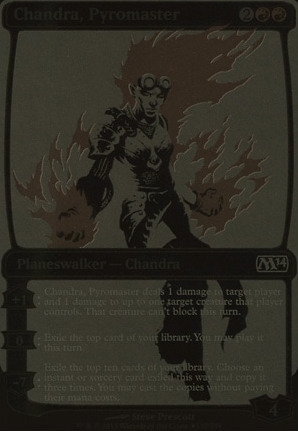 Chandra, Pyromaster 2
Planeswalker — Chandra M14
+1 : Chandra, Pyromaster deals 1 damage to target player
and 1 damage to up to one target creature that player
controls. That creature can't block this turn.
0 : Exile the top card of your library. You may play it
this turn.
Exile the top ten cards of your library. Choose an
-7 : instant or sorcery card exiled this way and copy it
three times. You may cast the copies without paying
their mana costs.
4
Steve Prescott